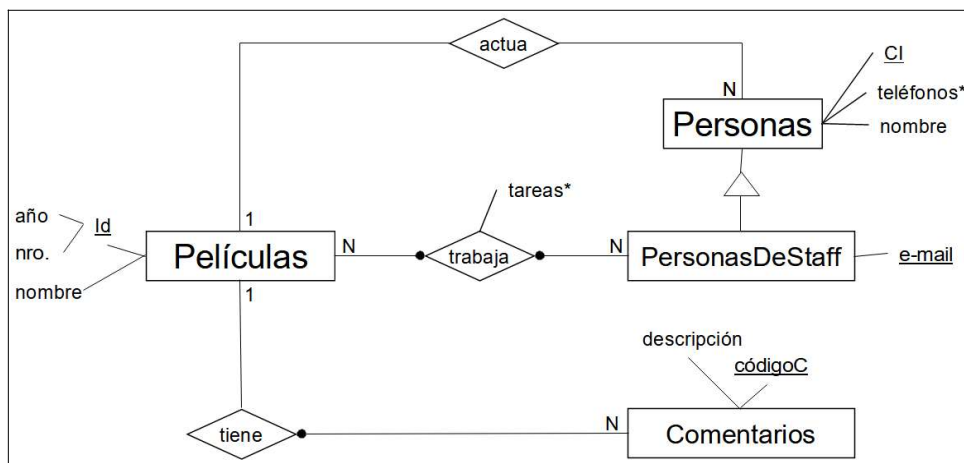 actua
CI
N
teléfonos*
Personas
nombre
tareas*
año
Id
1
nro.
N
N
Películas
trabaja
PersonasDeStaff
e-mail
nombre
1
descripción
códigoC
N
tiene
Comentarios